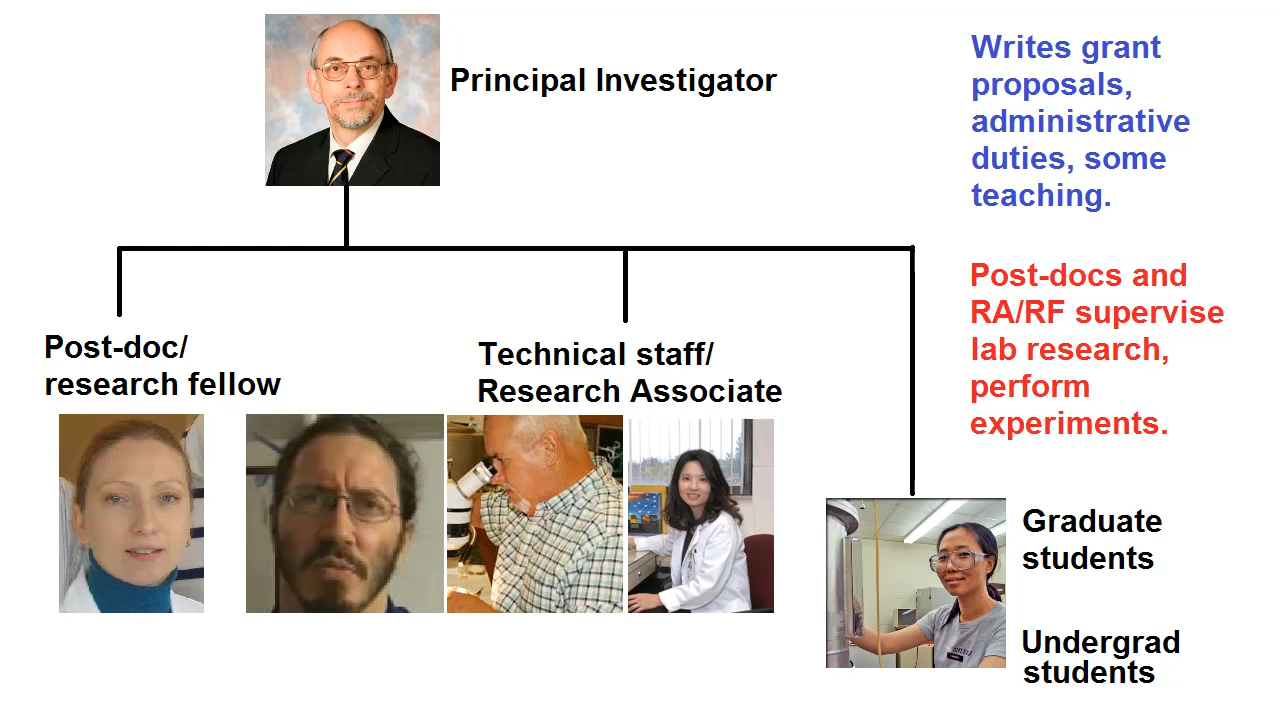 Principal Investigator
Writes grant
proposals,
administrative
duties, some
teaching.
Post-docs and
RA/RF supervise
lab research,
perform
experiments.
Post-doc/
research fellow
Technical staff/
Research Associate
Graduate
students
Undergrad
students